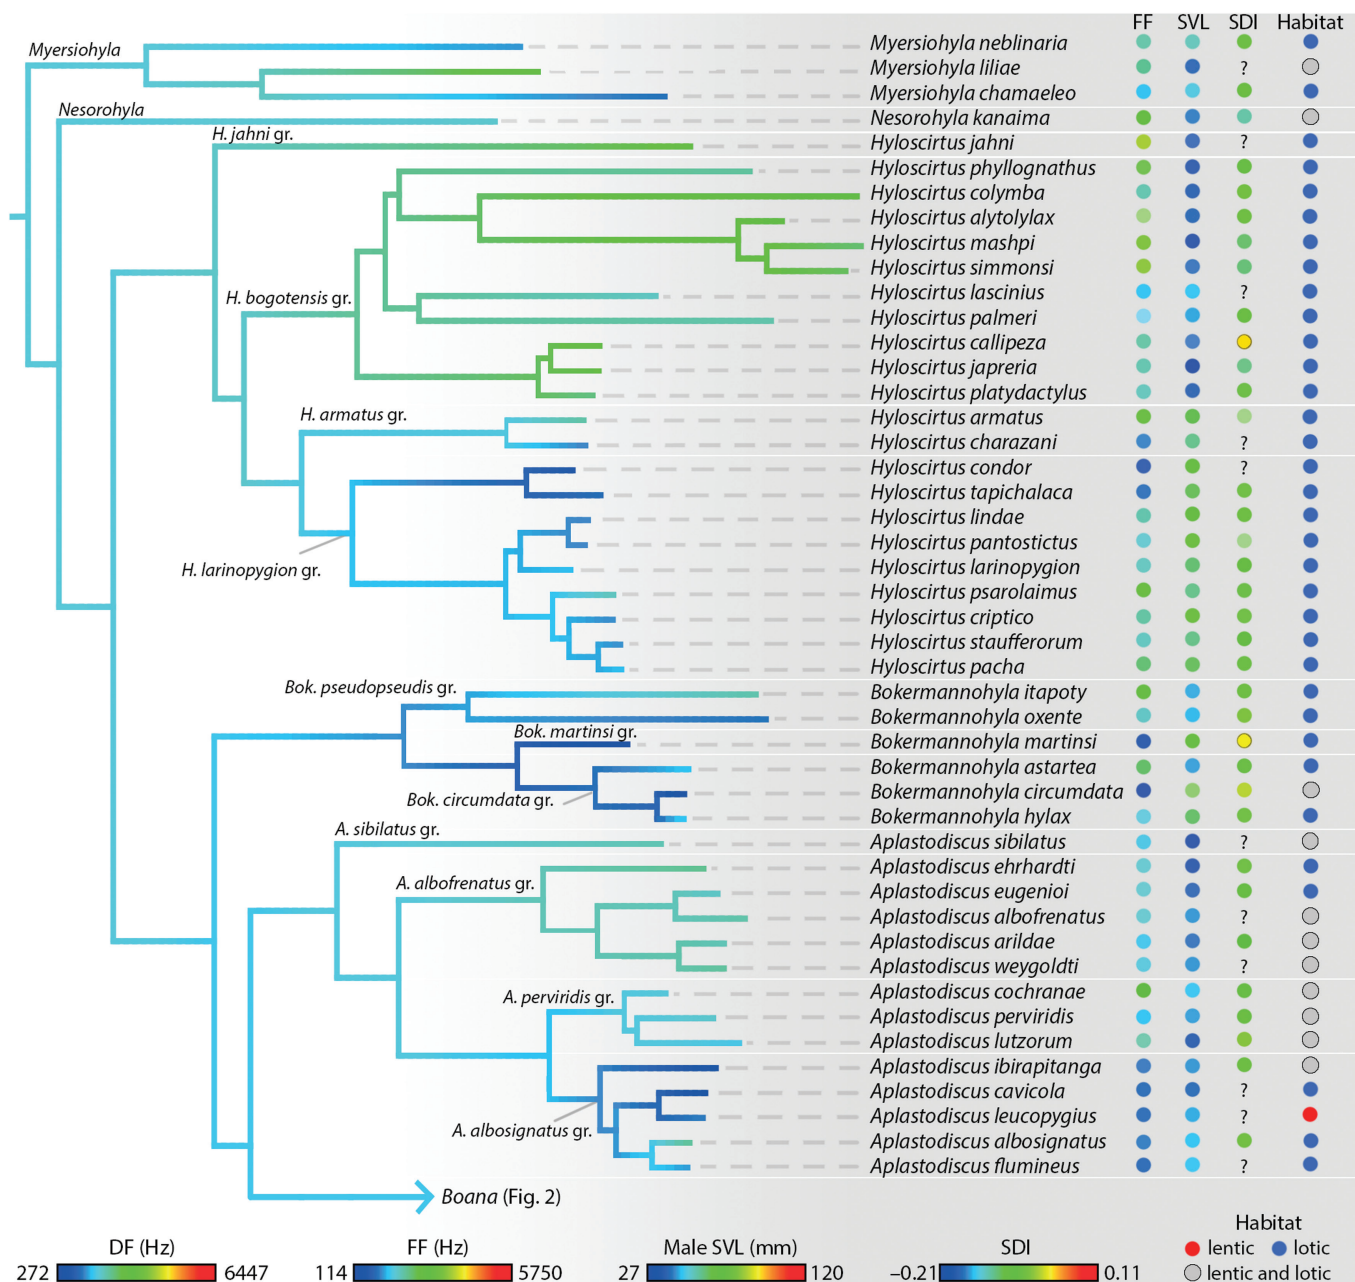 FF SVL SDI Habitat
Myersiohyla
Myersiohyla neblinaria
Myersiohyla liliae ?
Myersiohyla chamaeleo
Nesorohyla
Nesorohyla kanaima
H. jahni gr.
Hyloscirtus jahni ?
Hyloscirtus phyllognathus
Hyloscirtus colymba
Hyloscirtus alytolylax
Hyloscirtus mashpi
Hyloscirtus simmonsi
H. bogotensis gr.
Hyloscirtus lascinius ?
Hyloscirtus palmeri
Hyloscirtus callipeza
Hyloscirtus japreria
Hyloscirtus platydactylus
H. armatus gr.
Hyloscirtus armatus
Hyloscirtus charazani ?
Hyloscirtus condor ?
Hyloscirtus tapichalaca
Hyloscirtus lindae
Hyloscirtus pantostictus
H. larinopygion gr.
Hyloscirtus larinopygion
Hyloscirtus psarolaimus
Hyloscirtus criptico
Hyloscirtus staufferorum
Hyloscirtus pacha
Bok. pseudopseudis gr.
Bokermannohyla itapoty
Bokermannohyla oxente
Bok. martinsi gr.
Bokermannohyla martinsi
Bokermannohyla astartea
Bok. circumdata gr.
Bokermannohyla circumdata
Bokermannohyla hylax
A. sibilatus gr.
Aplastodiscus sibilatus ?
Aplastodiscus ehrhardti
A. albofrenatus gr.
Aplastodiscus eugenioi
Aplastodiscus albofrenatus ?
Aplastodiscus arildae
Aplastodiscus weygoldti ?
A. perviridis gr.
Aplastodiscus cochranae
Aplastodiscus perviridis
Aplastodiscus lutzorum
Aplastodiscus ibirapitanga
Aplastodiscus cavicola ?
Aplastodiscus leucopygius ?
A. albosignatus gr.
Aplastodiscus albosignatus
Aplastodiscus flumineus ?
Boana (Fig. 2)
DF (Hz) FF (Hz) Male SVL (mm) SDI
272 6447 114 5750 27 120 –0.21 0.11
Habitat
lentic lotic
lentic and lotic